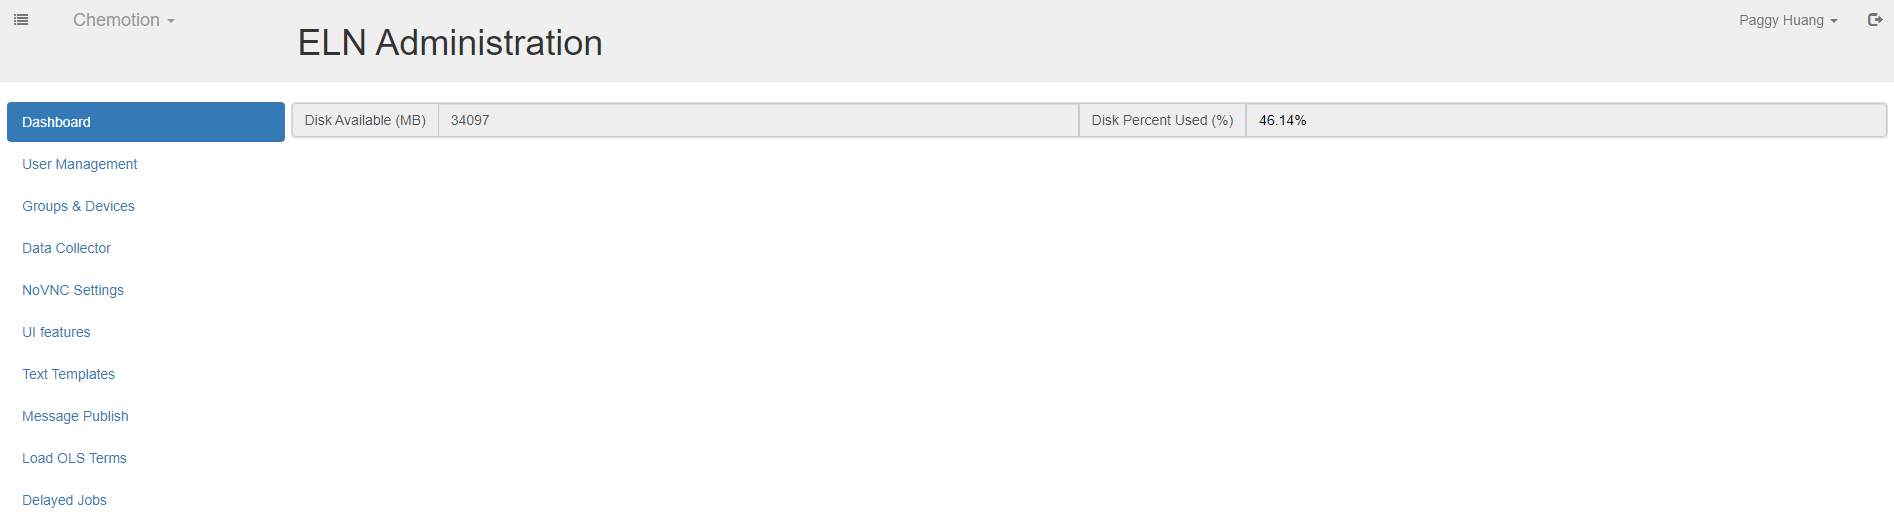 Chemotion
Paggy Huang
ELN Administration
Dashboard
Disk Available (MB) 34097 Disk Percent Used (%) 46.14%
User Management
Groups & Devices
Data Collector
NoVNC Settings
UI features
Text Templates
Message Publish
Load OLS Terms
Delayed Jobs